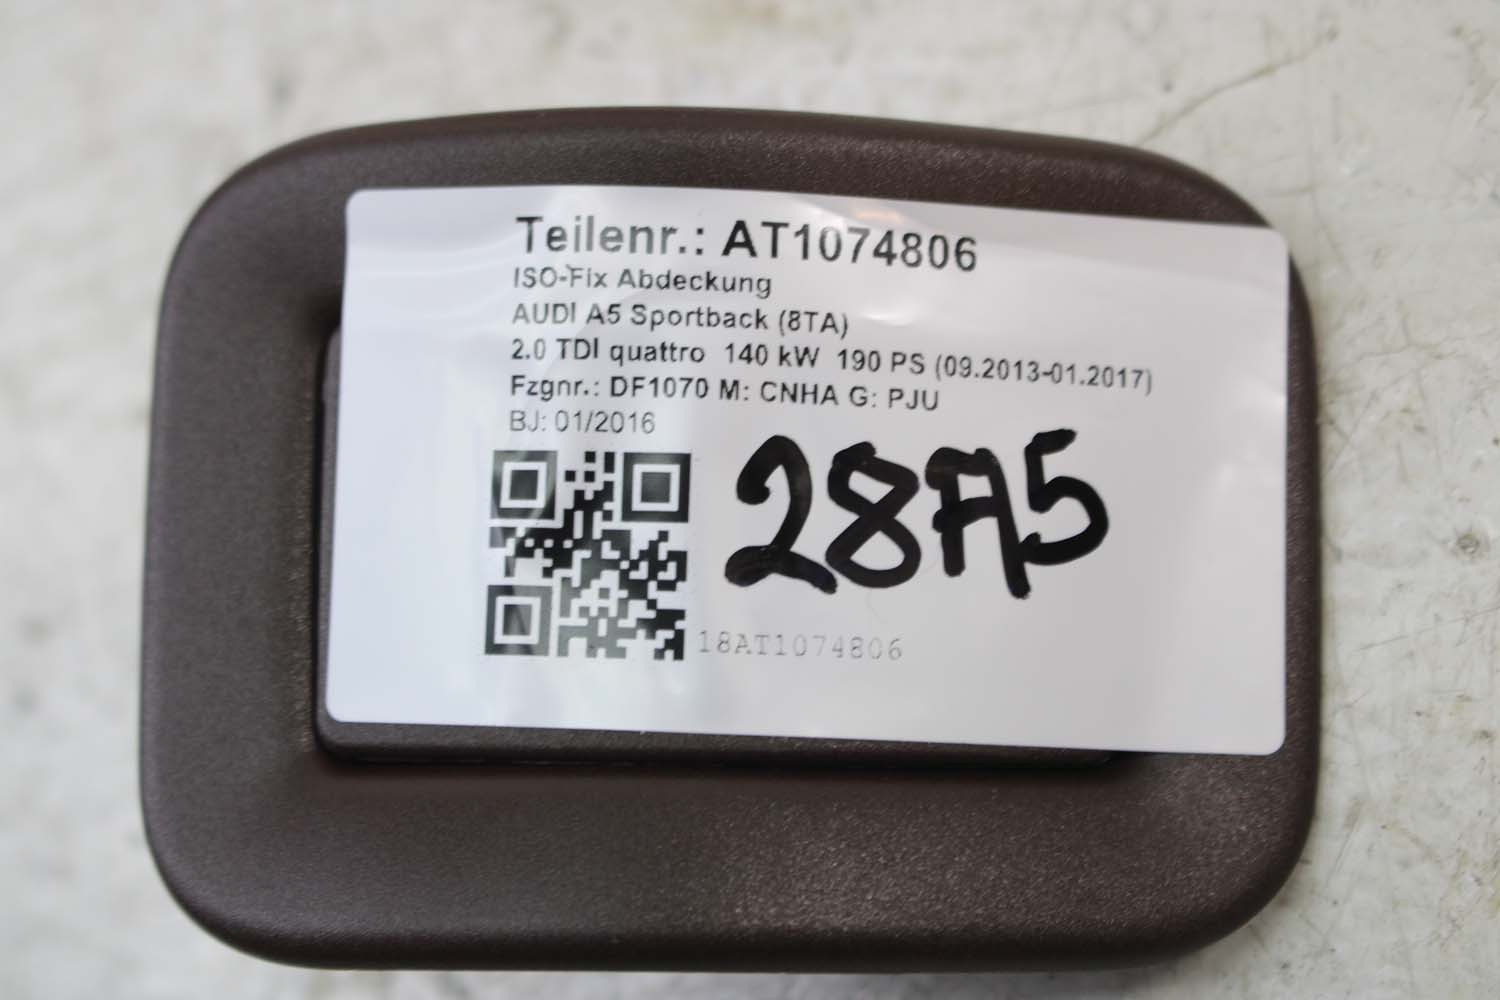 Teilenr.: AT1074806
ISO-Fix Abdeckung
AUDI A5 Sportback (8TA)
2.0 TDI quattro 140 kW 190 PS (09.2013-01.2017)
Fzgnr.: DF1070 M: CNHA G: PJU
BJ: 01/2016
28A5
18AT1074806